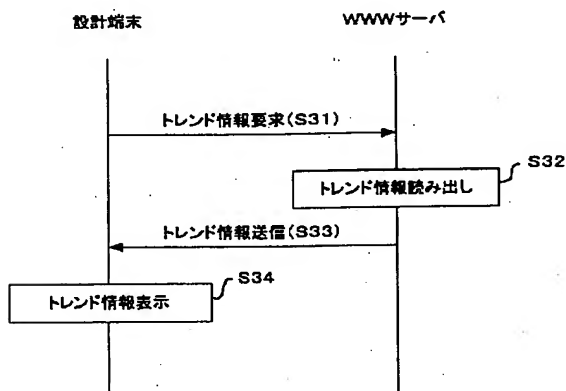 設計端末
WWWサーバ
トレンド情報要求(S31)
S32
トレンド情報読み出し
トレンド情報送信(S33)
S34
トレンド情報表示